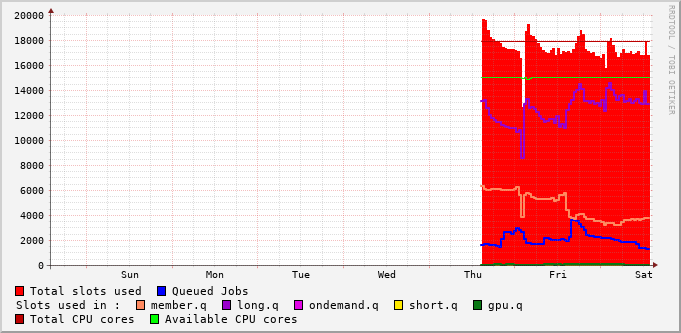 20000
18000
16000
14000
12000
10000
8000
6000
4000
2000
0
Sun Mon Tue Wed Thu Fri Sat
RRDTOOL / TOBI OETIKER
Total slots used Queued Jobs
Slots used in : member.q long.q ondemand.q short.q gpu.q
Total CPU cores Available CPU cores